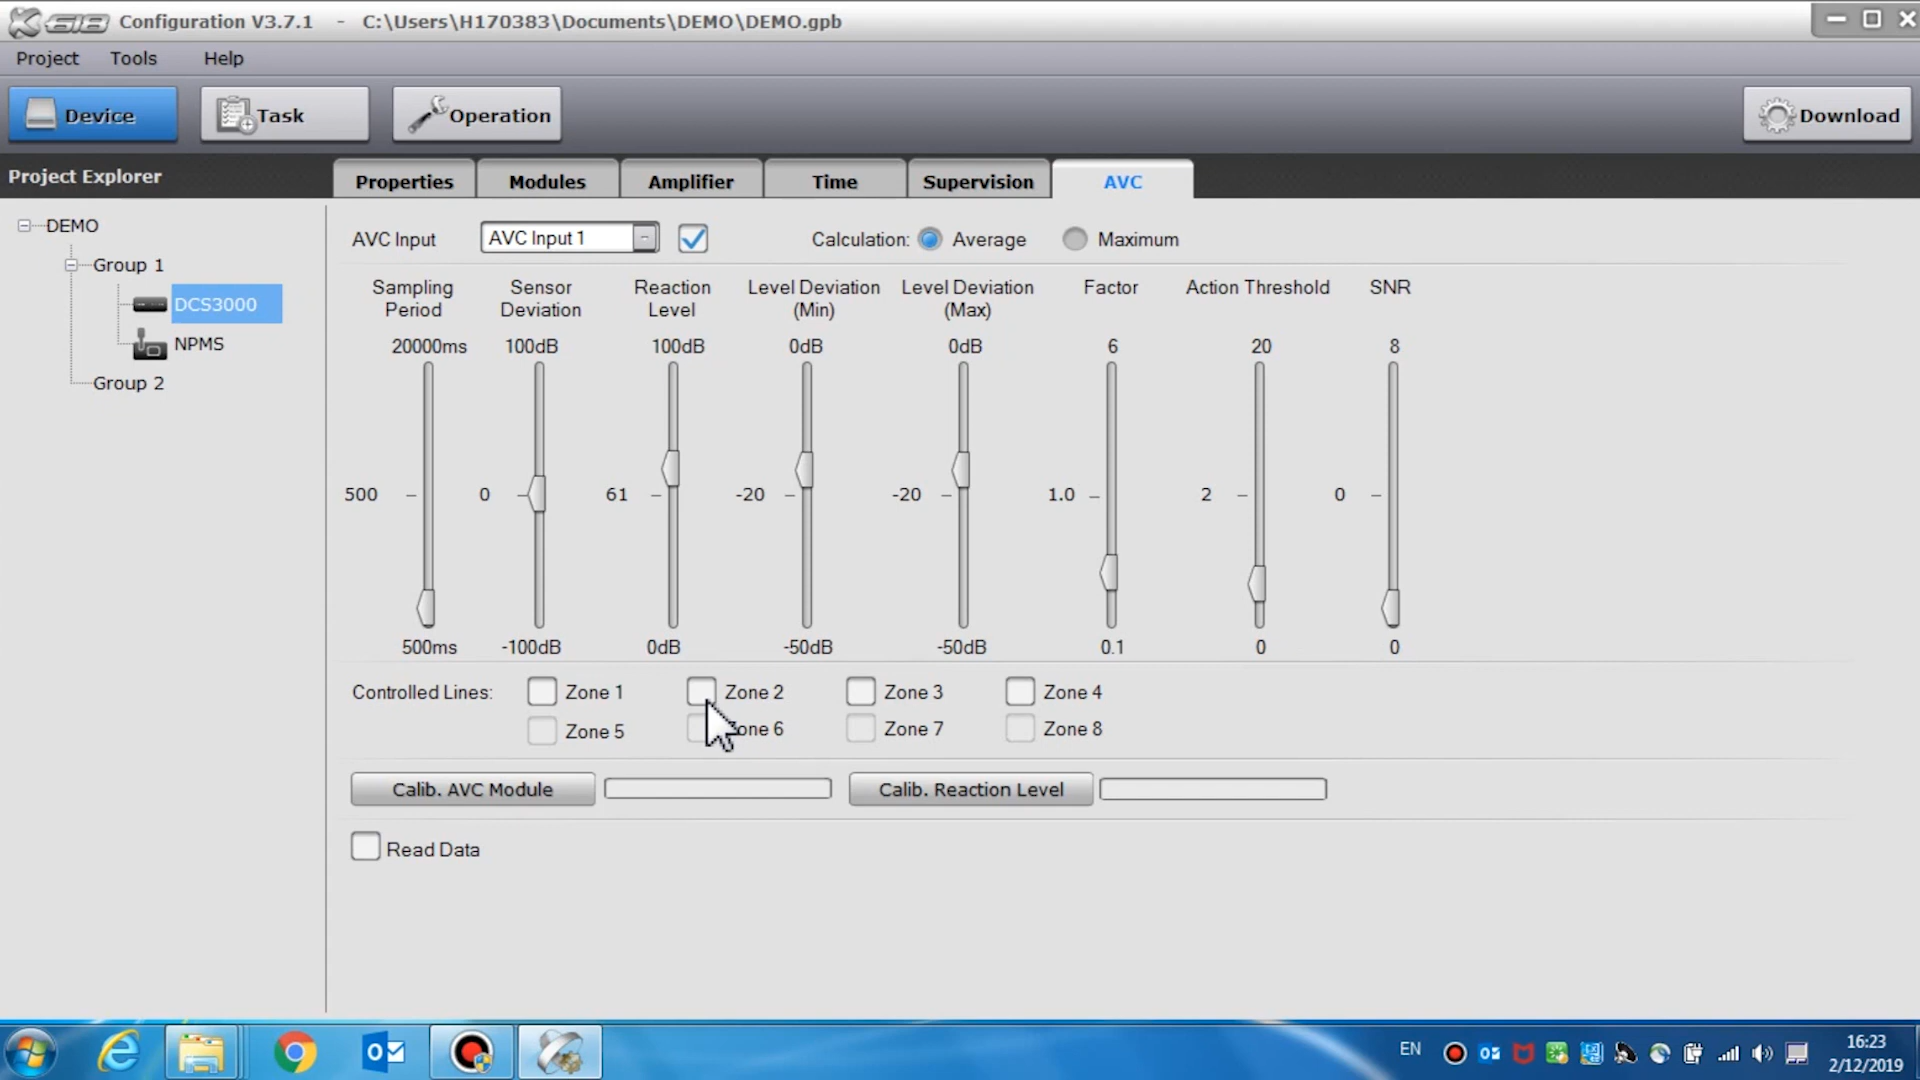 X-618 Configuration V3.7.1 - C:\Users\H170383\Documents\DEMO\DEMO.gpb
Project Tools Help
Device Task Operation Download
Project Explorer
Properties Modules Amplifier Time Supervision AVC
DEMO
Group 1
DCS3000
NPMS
Group 2
AVC Input AVC Input 1 Calculation: Average Maximum
Sampling Period Sensor Deviation Reaction Level Level Deviation (Min) Level Deviation (Max) Factor Action Threshold SNR
20000ms 100dB 100dB 0dB 0dB 6 20 8
500 0 61 -20 -20 1.0 2 0
500ms -100dB 0dB -50dB -50dB 0.1 0 0
Controlled Lines: Zone 1 Zone 2 Zone 3 Zone 4
Zone 5 Zone 6 Zone 7 Zone 8
Calib. AVC Module Calib. Reaction Level
Read Data
EN 16:23
2/12/2019